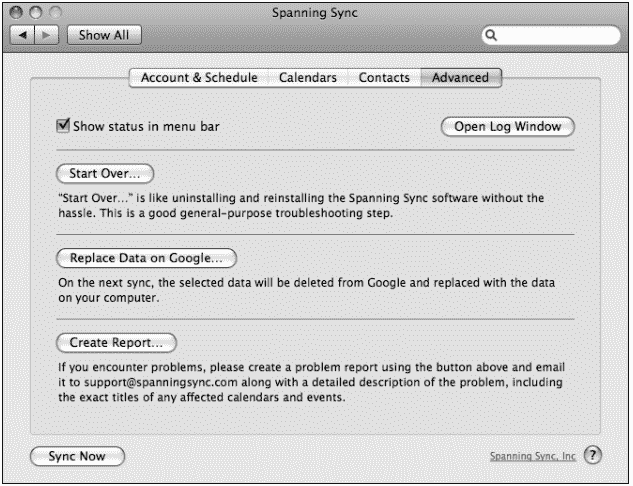 Spanning Sync
Show All
Account & Schedule Calendars Contacts Advanced
Show status in menu bar
Open Log Window
Start Over...
“Start Over...” is like uninstalling and reinstalling the Spanning Sync software without the
hassle. This is a good general-purpose troubleshooting step.
Replace Data on Google...
On the next sync, the selected data will be deleted from Google and replaced with the data
on your computer.
Create Report...
If you encounter problems, please create a problem report using the button above and email
it to support@spanningsync.com along with a detailed description of the problem, including
the exact titles of any affected calendars and events.
Sync Now
Spanning Sync, Inc
?